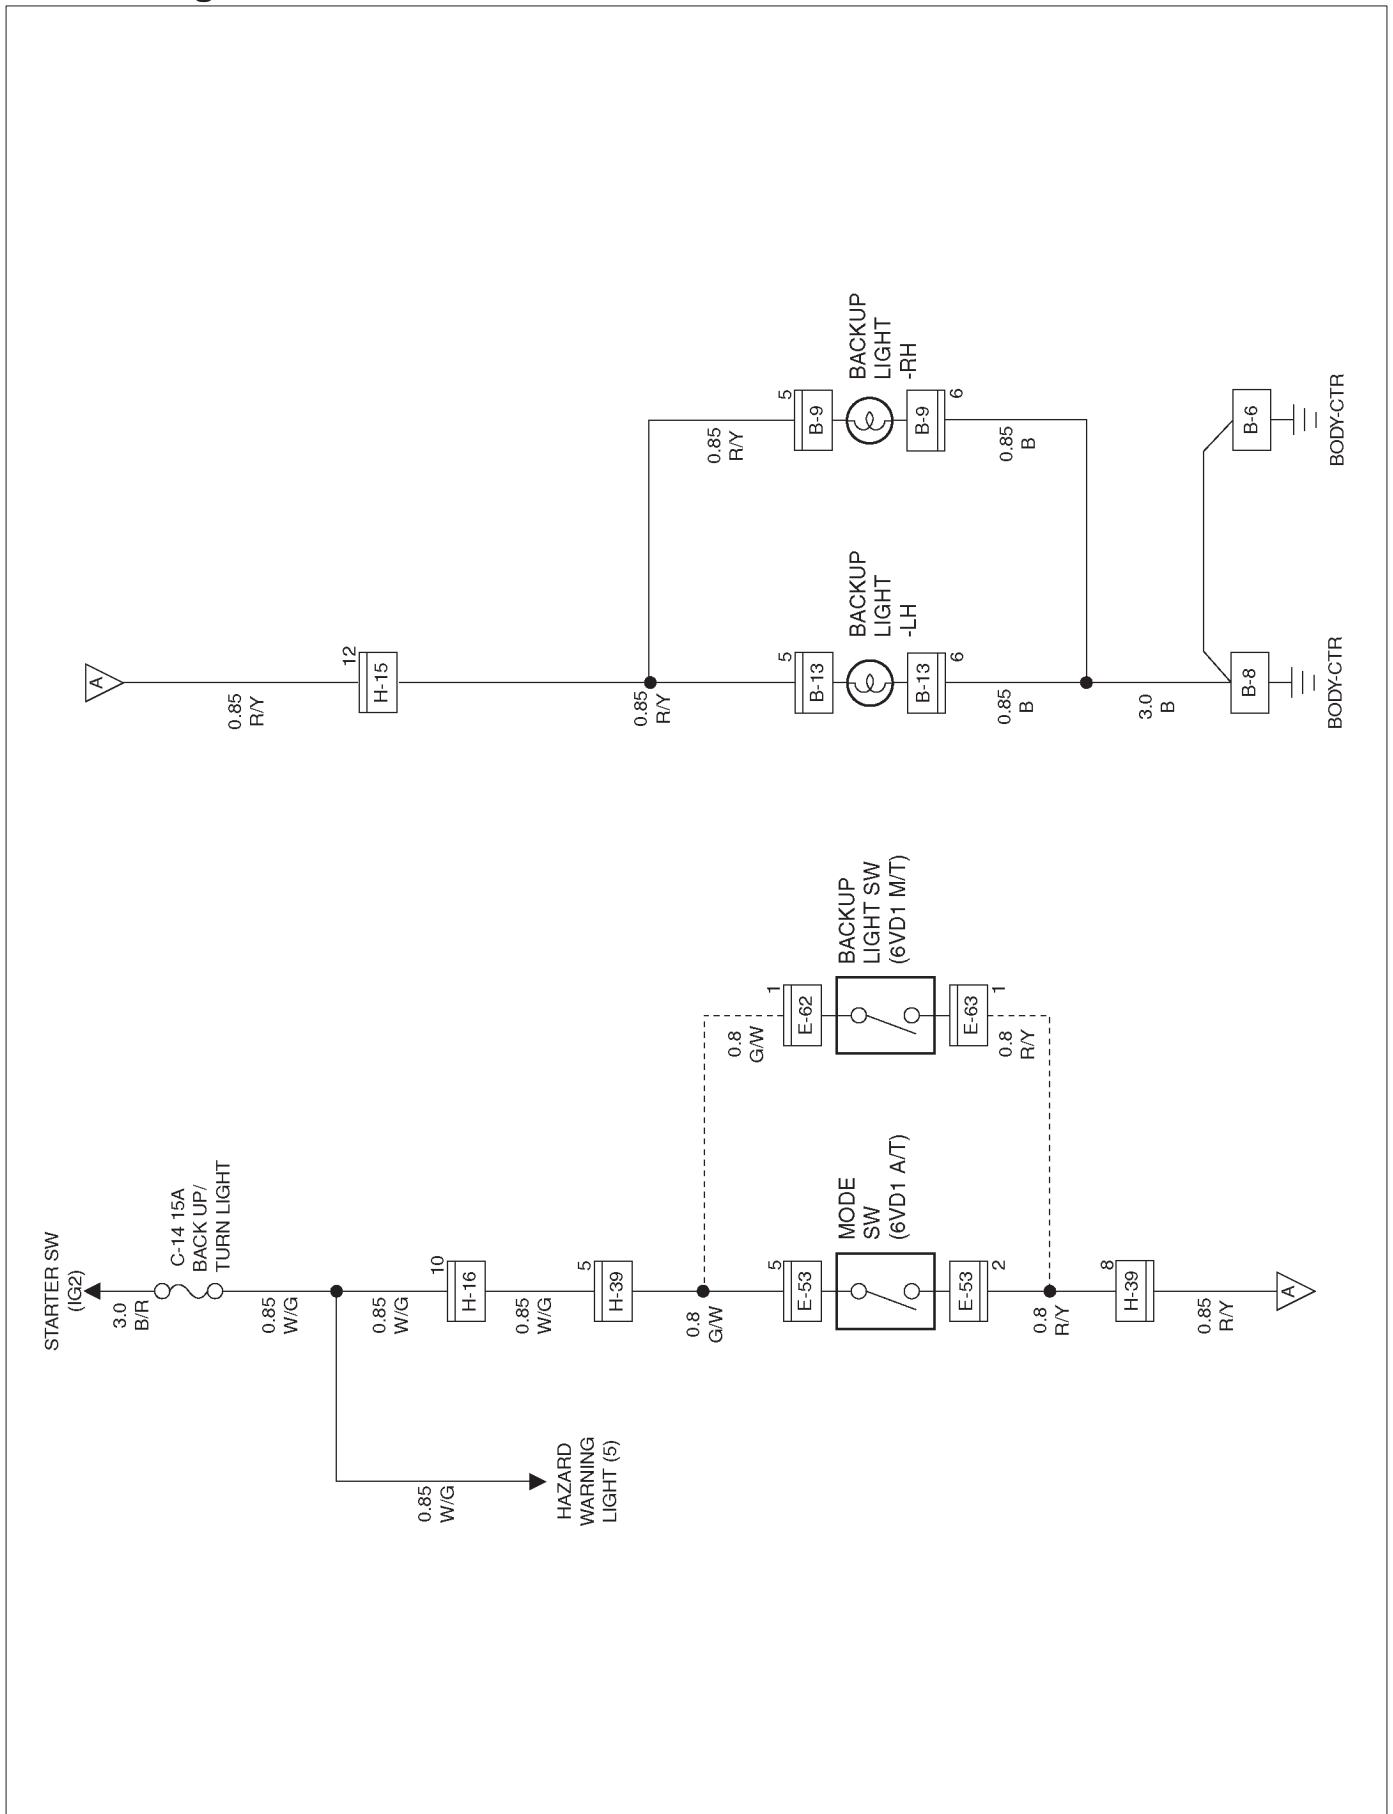 STARTER SW
(IG2)
3.0
B/R
C-14 15A
BACK UP/
TURN LIGHT
0.85
W/G
0.85
W/G
0.85
W/G
HAZARD
WARNING
LIGHT (5)
10
H-16
0.85
W/G
5
H-39
0.8
G/W
5
E-53
MODE
SW
(6VD1 A/T)
E-53
2
0.8
R/Y
8
H-39
0.85
R/Y
A
0.8
G/W
1
E-62
BACKUP
LIGHT SW
(6VD1 M/T)
E-63
1
0.8
R/Y
A
0.85
R/Y
12
H-15
0.85
R/Y
5
B-13
BACKUP
LIGHT
-LH
B-13
6
0.85
B
3.0
B
B-8
BODY-CTR
0.85
R/Y
5
B-9
BACKUP
LIGHT
-RH
B-9
6
0.85
B
B-6
BODY-CTR